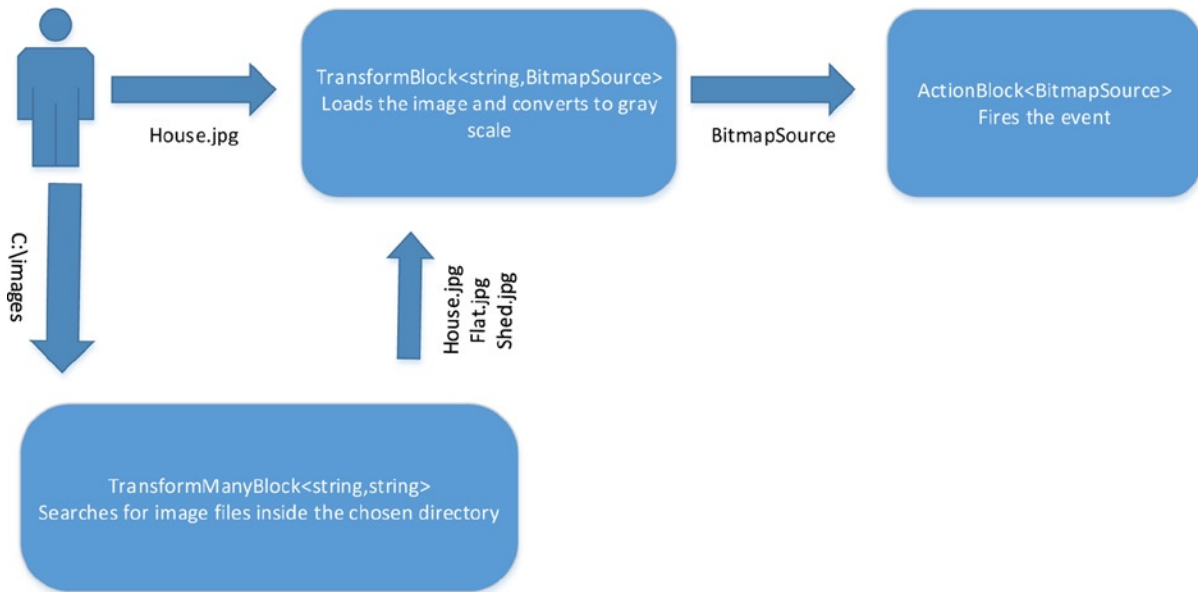 TransformBlock<string,BitmapSource>
Loads the image and converts to gray
scale
ActionBlock<BitmapSource>
Fires the event
House.jpg
BitmapSource
C:\images
House.jpg
Flat.jpg
Shed.jpg
TransformManyBlock<string,string>
Searches for image files inside the chosen directory